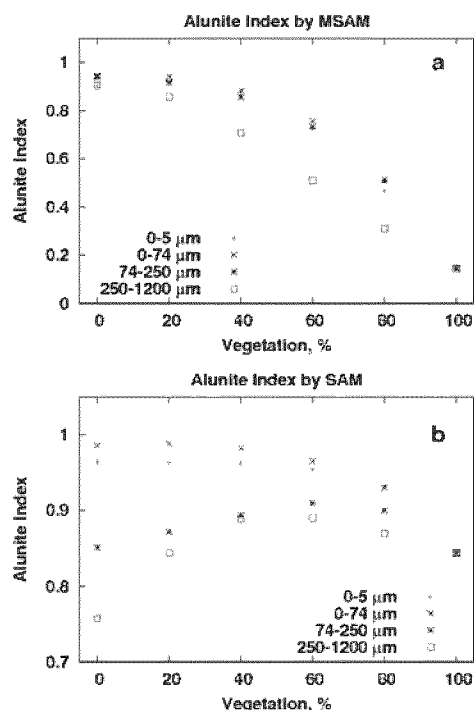 Alunite Index by MSAM
a
Alunite Index
1
0.8
0.6
0.4
0.2
0
0-5 µm
0-74 µm
74-250 µm
250-1200 µm
0 20 40 60 80 100
Vegetation, %
Alunite Index by SAM
b
Alunite Index
1
0.9
0.8
0.7
0-5 µm
0-74 µm
74-250 µm
250-1200 µm
0 20 40 60 80 100
Vegetation, %